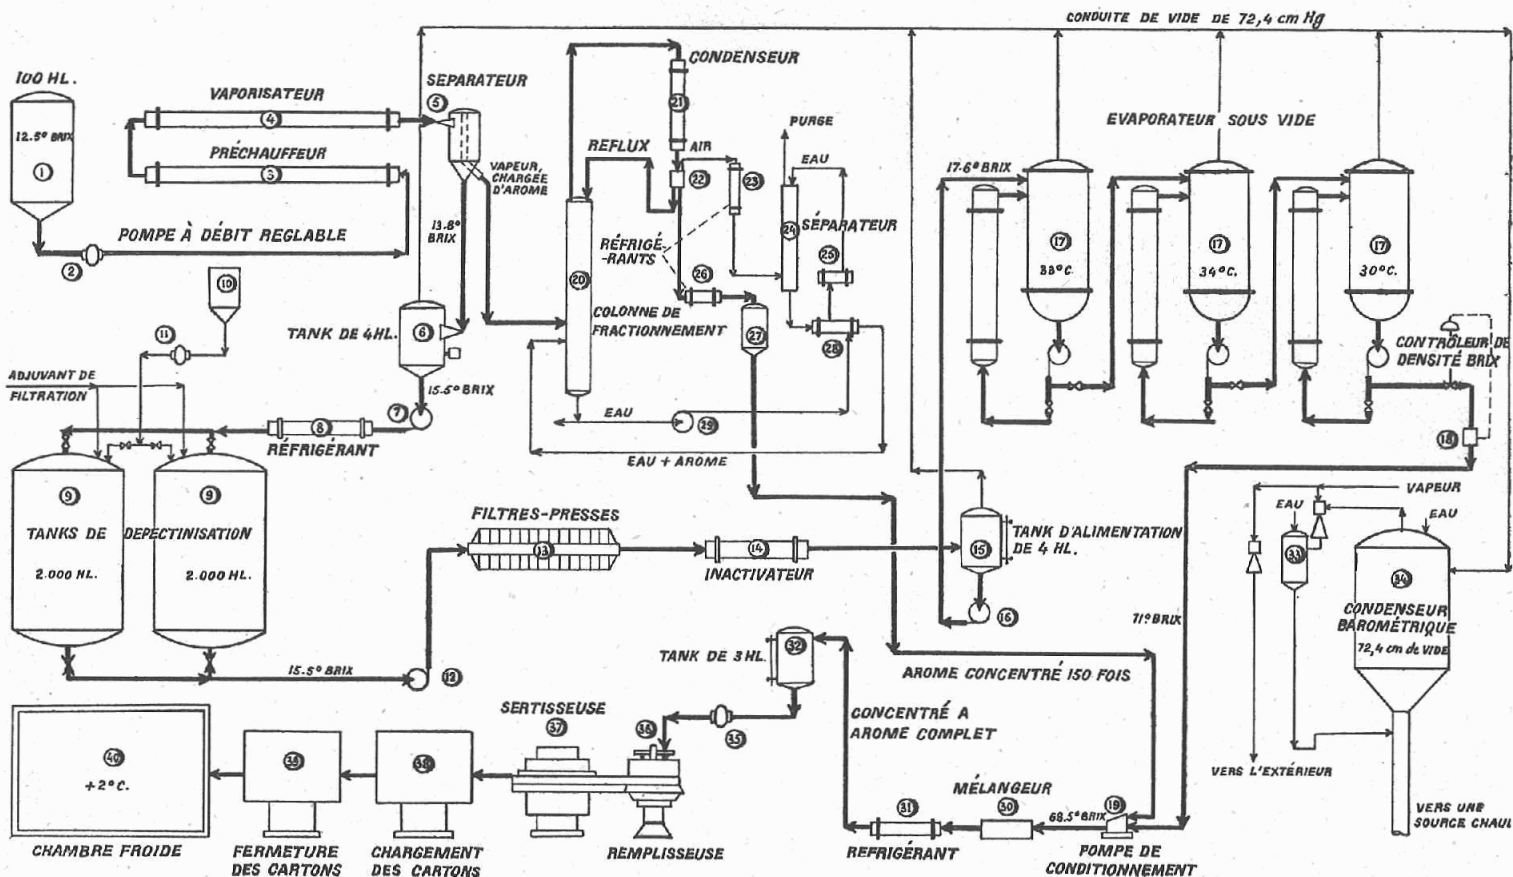 CONDUITE DE VIDE DE 72,4 cm Hg
100 HL.
12.5° BRIX
1
VAPORISATEUR
4
PRÉCHAUFFEUR
3
POMPE À DÉBIT REGLABLE
2
SEPARATEUR
5
VAPEUR,
CHARGÉE
D'AROME
13.8°
BRIX
TANK DE 4 HL.
6
15.5° BRIX
7
8
RÉFRIGÉRANT
10
11
ADJUVANT DE
FILTRATION
9
9
TANKS DE DEPECTINISATION
2.000 HL.
2.000 HL.
15.5° BRIX
12
CONDENSEUR
21
REFLUX
AIR
22
23
RÉFRIGÉ-
-RANTS
26
20
COLONNE DE
FRACTIONNEMENT
27
PURGE
EAU
24
SÉPARATEUR
25
28
EAU
29
EAU + AROME
EVAPORATEUR SOUS VIDE
17.6° BRIX
17
33°C.
17
34°C.
17
30°C.
CONTRÔLEUR DE
DENSITÉ BRIX
18
FILTRES-PRESSES
13
14
INACTIVATEUR
15
TANK D'ALIMENTATION
DE 4 HL.
16
71° BRIX
VAPEUR
EAU
EAU
33
34
CONDENSEUR
BAROMÉTRIQUE
72,4 cm de VIDE
VERS L'EXTÉRIEUR
VERS UNE
SOURCE CHAU
AROME CONCENTRÉ 150 FOIS
TANK DE 3 HL.
32
CONCENTRÉ A
AROME COMPLET
35
36
SERTISSEUSE
37
REMPLISSEUSE
MÉLANGEUR
30
31
REFRIGÉRANT
68.5° BRIX
19
POMPE DE
CONDITIONNEMENT
40
+2°C.
CHAMBRE FROIDE
39
FERMETURE
DES CARTONS
38
CHARGEMENT
DES CARTONS